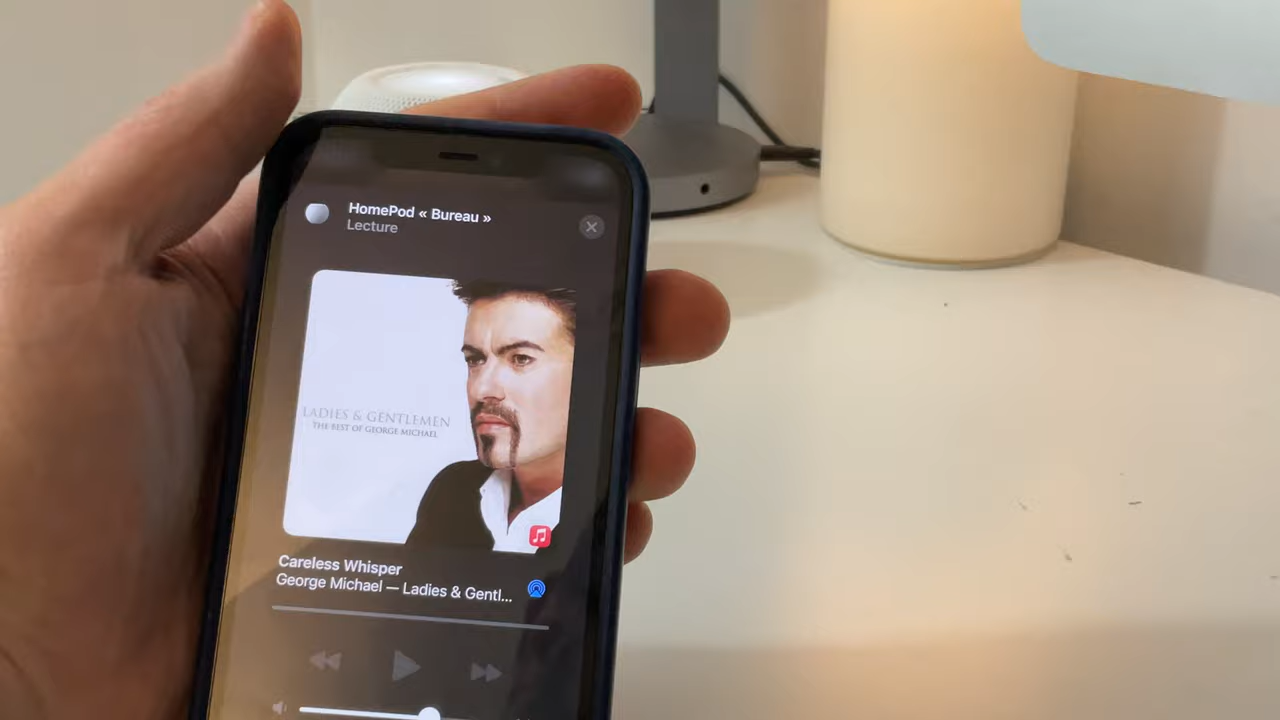 HomePod « Bureau »
Lecture
LADIES & GENTLEMEN
THE BEST OF GEORGE MICHAEL
Careless Whisper
George Michael — Ladies & Gentl...